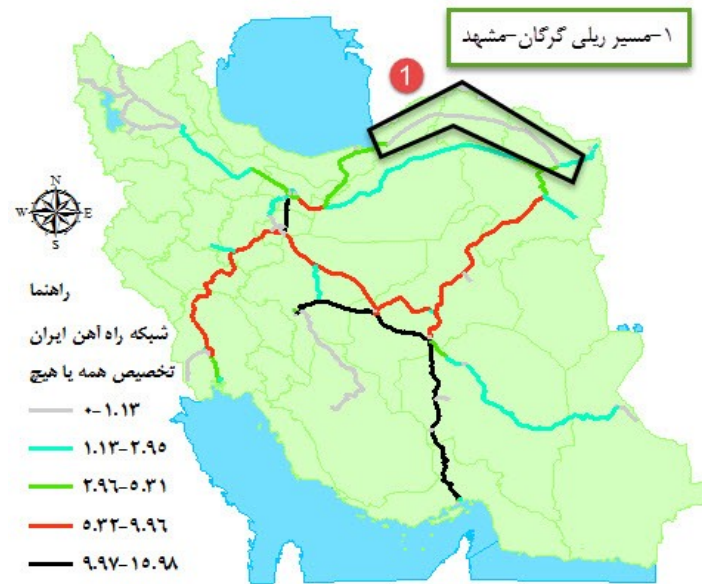 ۱-مسیر ریلی گرگان-مشهد
1
N
W E
S
راهنما
شبکه راه آهن ایران
تخصیص همه یا هیچ
۰-۱.۱۳
۱.۱۳-۲.۹۵
۲.۹۶-۵.۳۱
۵.۳۲-۹.۹۶
۹.۹۷-۱۵.۹۸